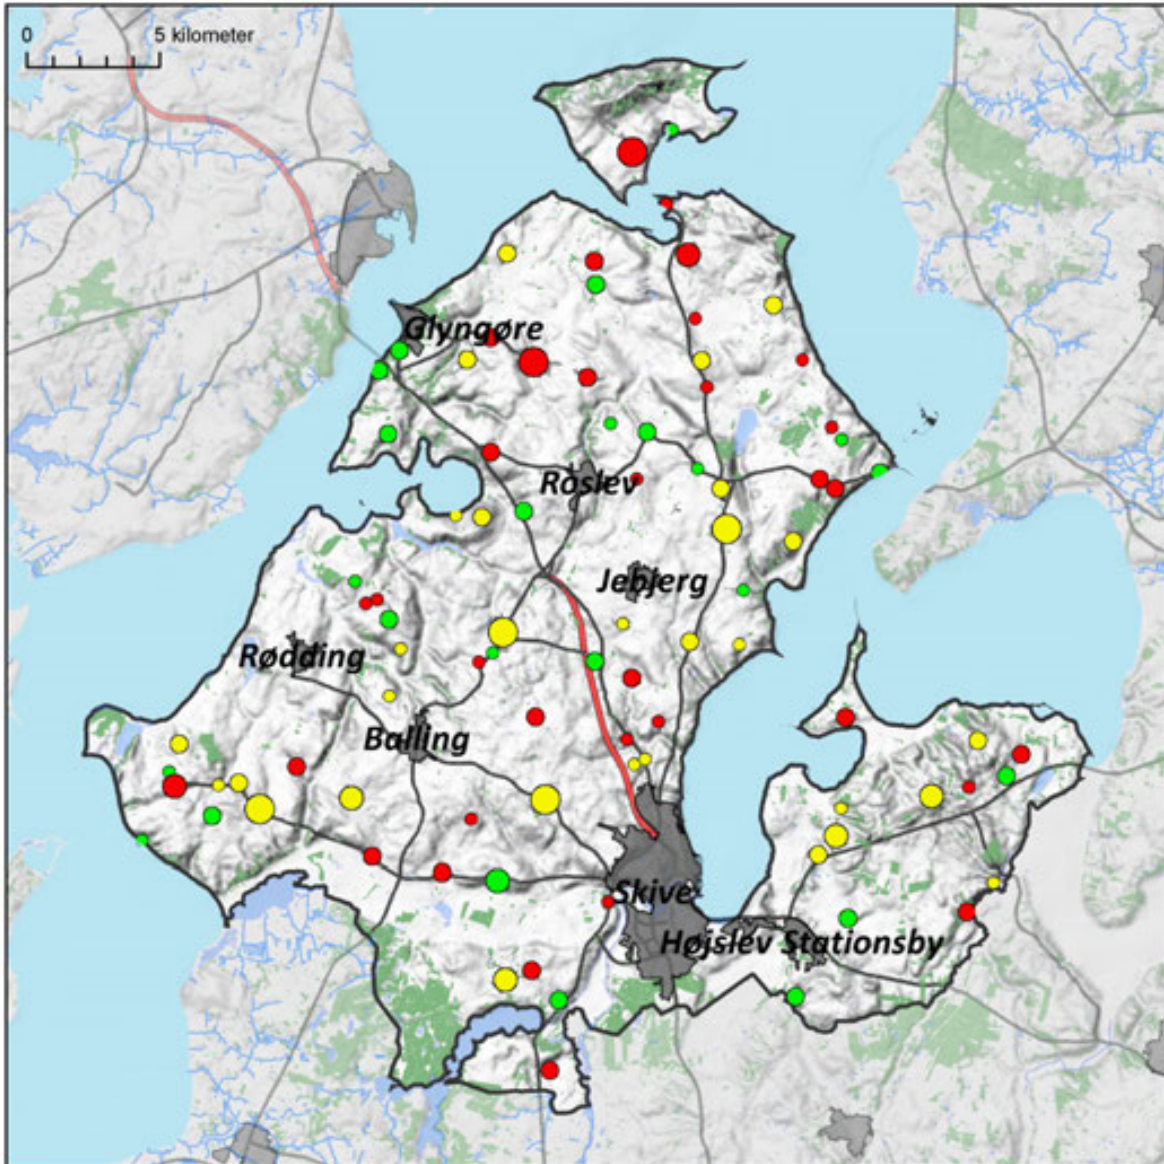 0 5 kilometer
Glyngøre
Roslev
Jebjerg
Rødding
Balling
Skive
Højslev Stationsby